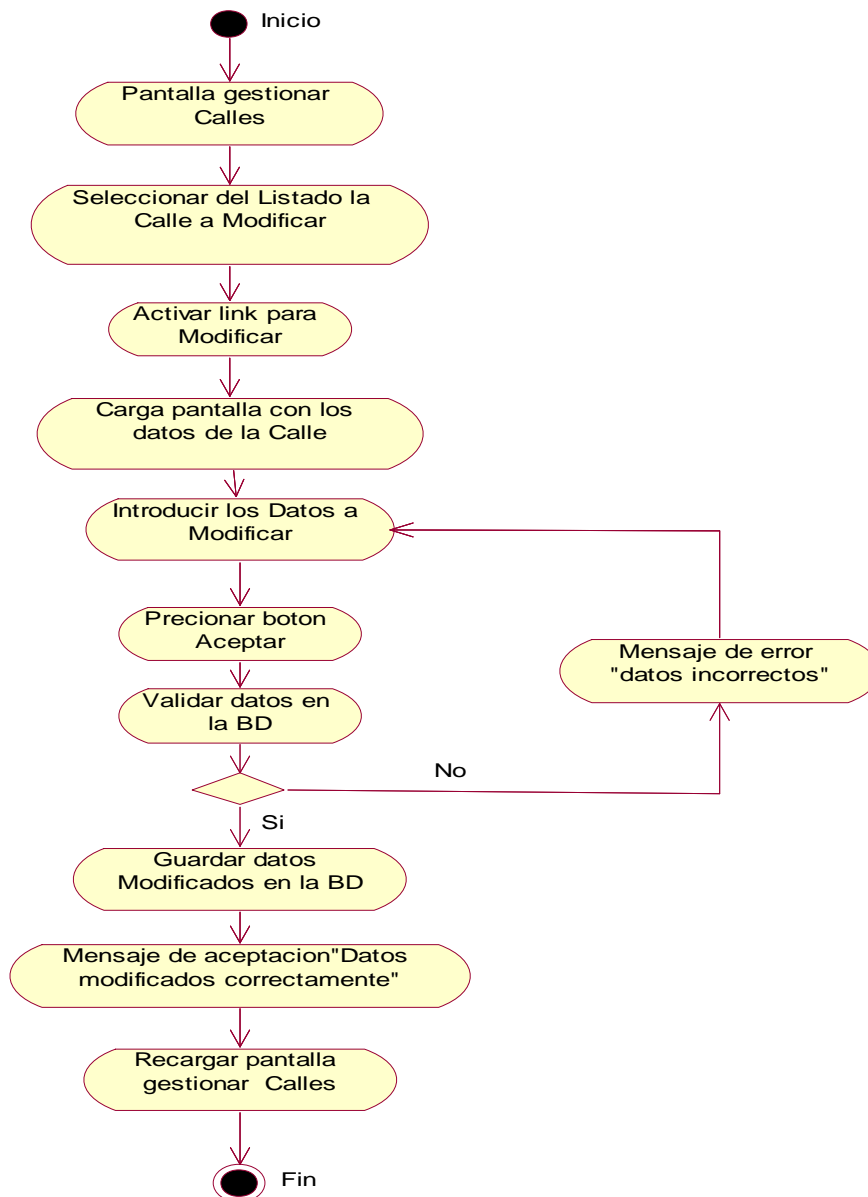 Inicio
Pantalla gestionar
Calles
Seleccionar del Listado la
Calle a Modificar
Activar link para
Modificar
Carga pantalla con los
datos de la Calle
Introducir los Datos a
Modificar
Precionar boton
Aceptar
Mensaje de error
"datos incorrectos"
Validar datos en
la BD
No
Si
Guardar datos
Modificados en la BD
Mensaje de aceptacion"Datos
modificados correctamente"
Recargar pantalla
gestionar Calles
Fin